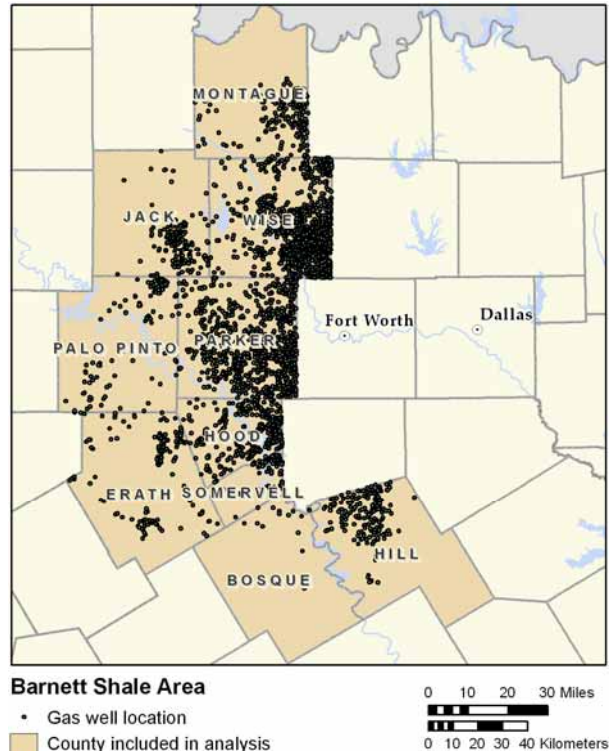 MONTAGUE
JACK
WISE
Fort Worth
Dallas
PALO PINTO
PARKER
HOOD
ERATH
SOMERVELL
HILL
BOSQUE
Barnett Shale Area
Gas well location
County included in analysis
0 10 20 30 Miles
0 10 20 30 40 Kilometers